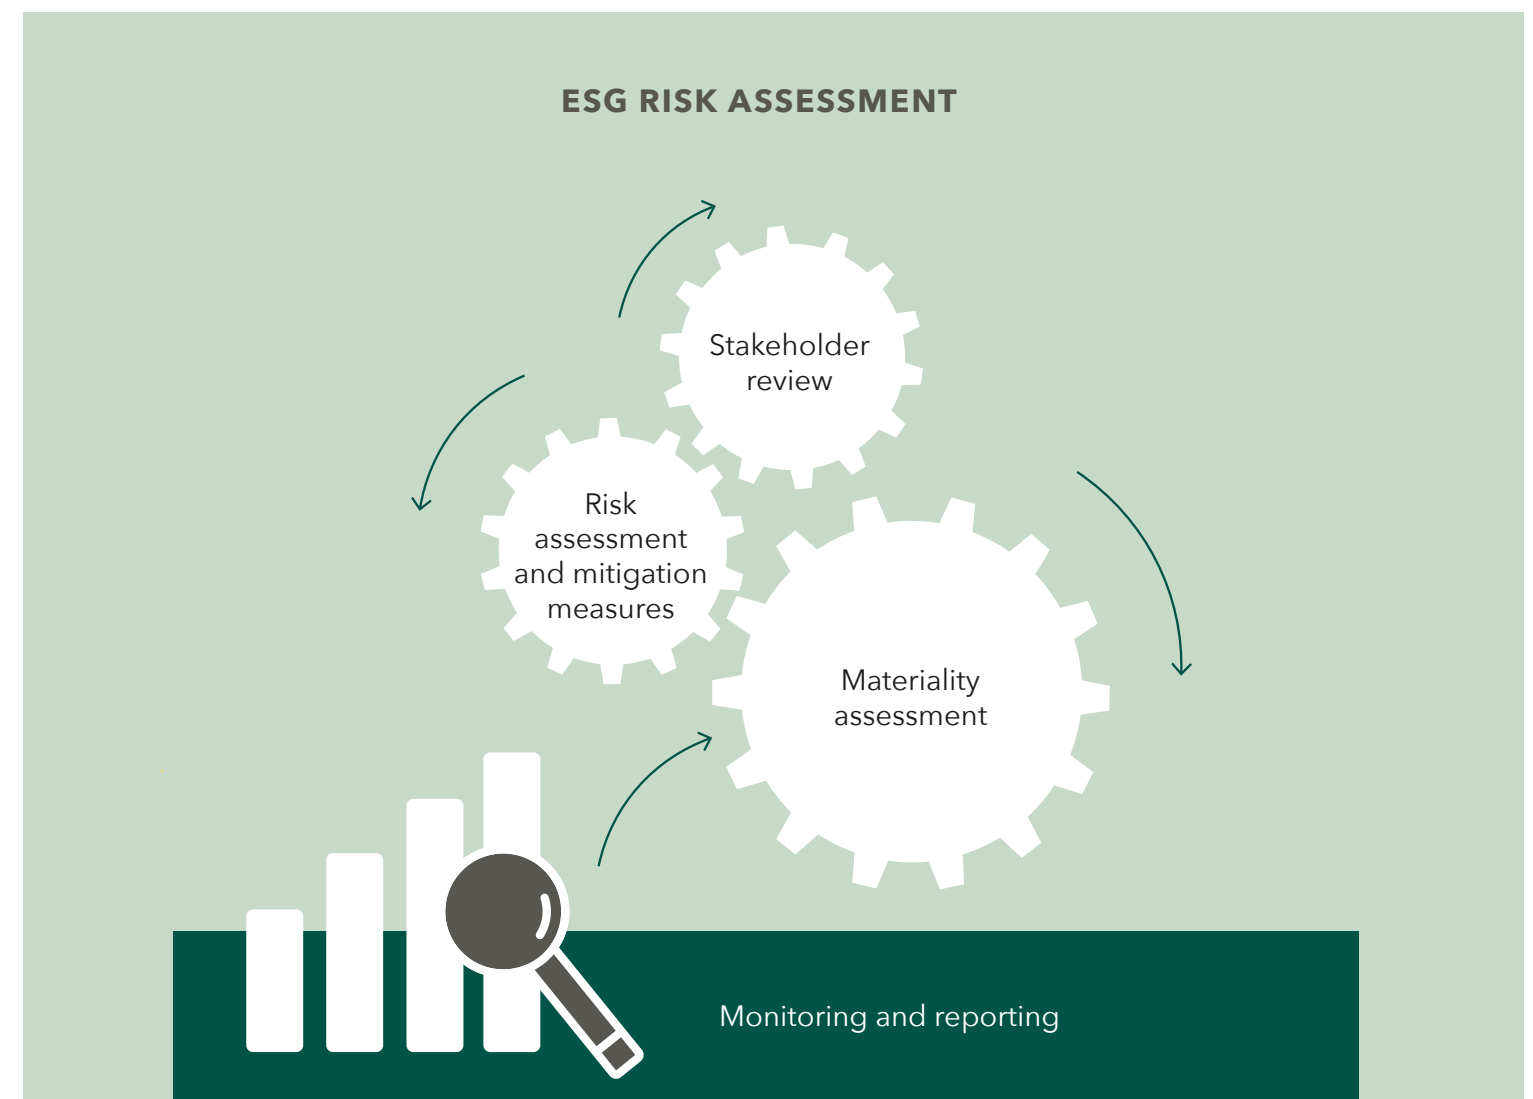 ESG RISK ASSESSMENT
Stakeholder
review
Risk
assessment
and mitigation
measures
Materiality
assessment
Monitoring and reporting